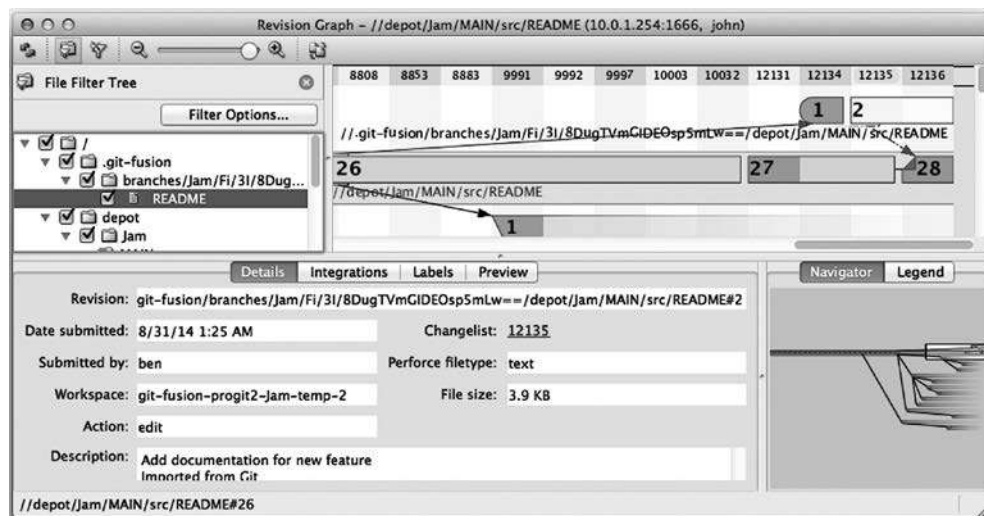 Revision Graph – //depot/Jam/MAIN/src/README (10.0.1.254:1666, john)
File Filter Tree
Filter Options...
/
.git-fusion
branches/Jam/Fi/3I/8Dug...
README
depot
Jam
8808 8853 8883 9991 9992 9997 10003 10032 12131 12134 12135 12136
1 2
//.git-fusion/branches/Jam/Fi/3I/8DugTVmGIDEOsp5mLw==/depot/Jam/MAIN/src/README
26 27 28
//depot/Jam/MAIN/src/README
1
Details Integrations Labels Preview
Navigator Legend
Revision: git-fusion/branches/Jam/Fi/3I/8DugTVmGIDEOsp5mLw==/depot/Jam/MAIN/src/README#2
Date submitted: 8/31/14 1:25 AM Changelist: 12135
Submitted by: ben Perforce filetype: text
Workspace: git-fusion-progit2-Jam-temp-2 File size: 3.9 KB
Action: edit
Description: Add documentation for new feature
Imported from Git
//depot/Jam/MAIN/src/README#26